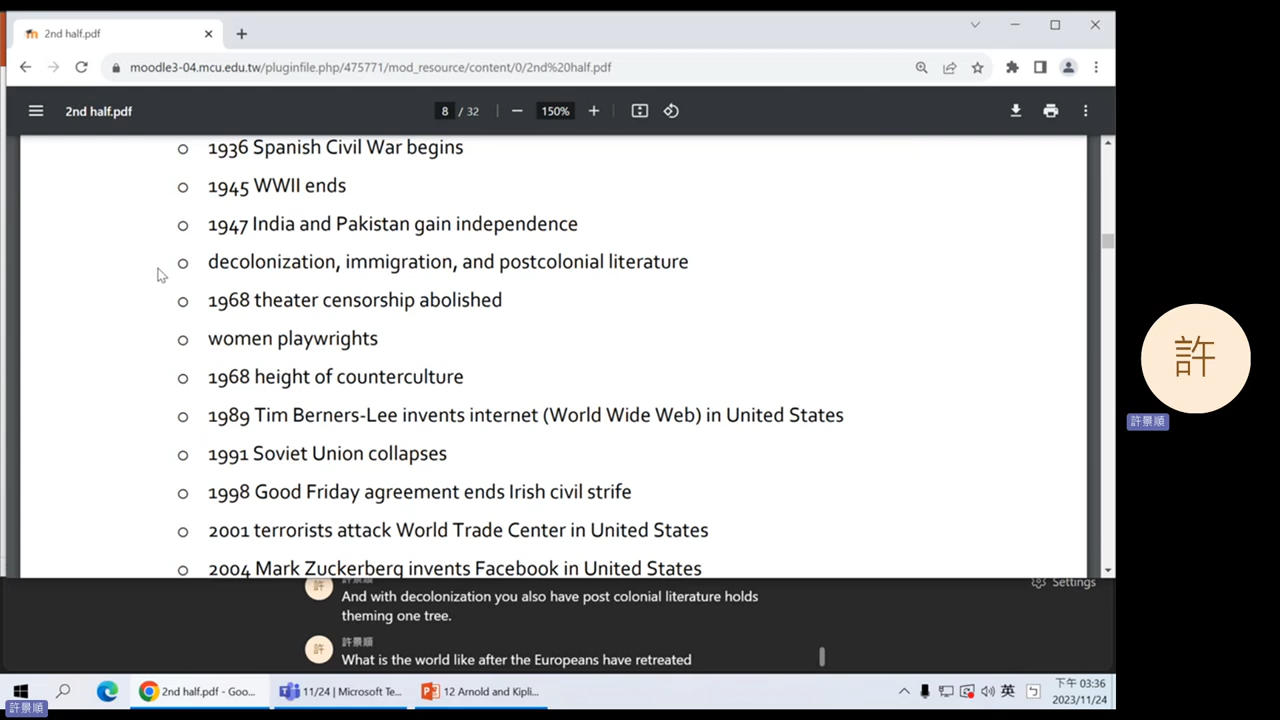 2nd half.pdf
moodle3-04.mcu.edu.tw/pluginfile.php/475771/mod_resource/content/0/2nd%20half.pdf
2nd half.pdf
8 / 32
150%
1936 Spanish Civil War begins
1945 WWII ends
1947 India and Pakistan gain independence
decolonization, immigration, and postcolonial literature
1968 theater censorship abolished
women playwrights
1968 height of counterculture
1989 Tim Berners-Lee invents internet (World Wide Web) in United States
1991 Soviet Union collapses
1998 Good Friday agreement ends Irish civil strife
2001 terrorists attack World Trade Center in United States
2004 Mark Zuckerberg invents Facebook in United States
許
許景順
許
許景順
Settings
And with decolonization you also have post colonial literature holds
theming one tree.
許
許景順
What is the world like after the Europeans have retreated
2nd half.pdf - Goo...
11/24 | Microsoft Te...
12 Arnold and Kipli...
英
下午 03:36
2023/11/24
許景順